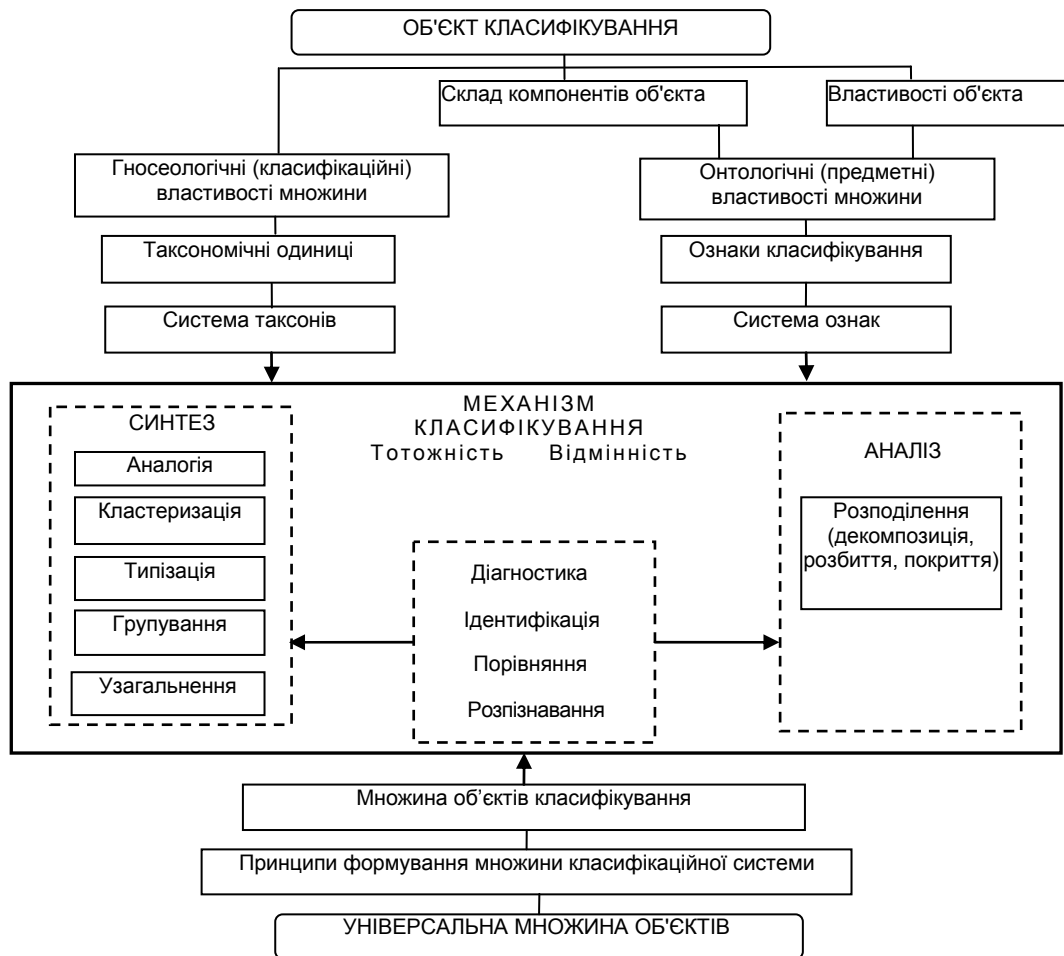 ОБ'ЄКТ КЛАСИФІКУВАННЯ
Склад компонентів об'єкта
Властивості об'єкта
Гносеологічні (класифікаційні)
властивості множини
Онтологічні (предметні)
властивості множини
Таксономічні одиниці
Ознаки класифікування
Система таксонів
Система ознак
МЕХАНІЗМ
КЛАСИФІКУВАННЯ
Тотожність Відмінність
СИНТЕЗ
Аналогія
Кластеризація
Типізація
Групування
Узагальнення
Діагностика
Ідентифікація
Порівняння
Розпізнавання
АНАЛІЗ
Розподілення
(декомпозиція,
розбиття, покриття)
Множина об’єктів класифікування
Принципи формування множини класифікаційної системи
УНІВЕРСАЛЬНА МНОЖИНА ОБ'ЄКТІВ